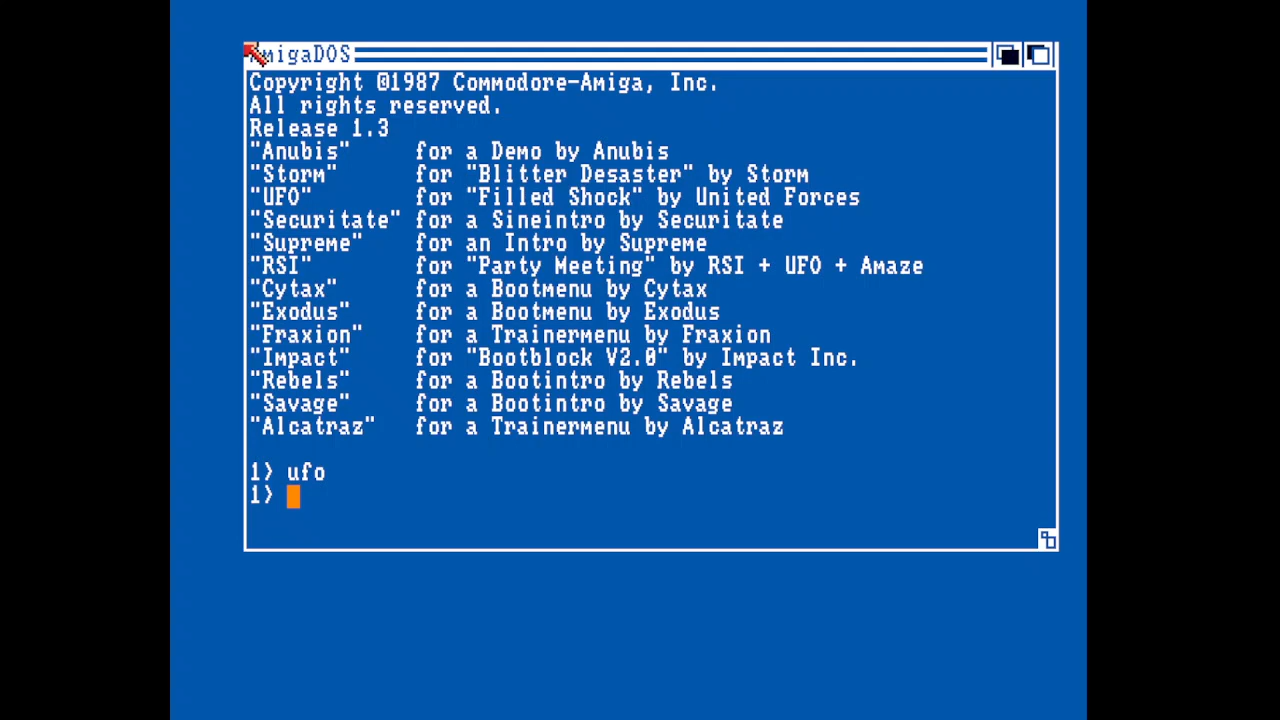 AmigaDOS
Copyright @1987 Commodore-Amiga, Inc.
All rights reserved.
Release 1.3
"Anubis" for a Demo by Anubis
"Storm" for "Blitter Desaster" by Storm
"UFO" for "Filled Shock" by United Forces
"Securitate" for a Sineintro by Securitate
"Supreme" for an Intro by Supreme
"RSI" for "Party Meeting" by RSI + UFO + Amaze
"Cytax" for a Bootmenu by Cytax
"Exodus" for a Bootmenu by Exodus
"Fraxion" for a Trainermenu by Fraxion
"Impact" for "Bootblock V2.0" by Impact Inc.
"Rebels" for a Bootintro by Rebels
"Savage" for a Bootintro by Savage
"Alcatraz" for a Trainermenu by Alcatraz
1> ufo
1>